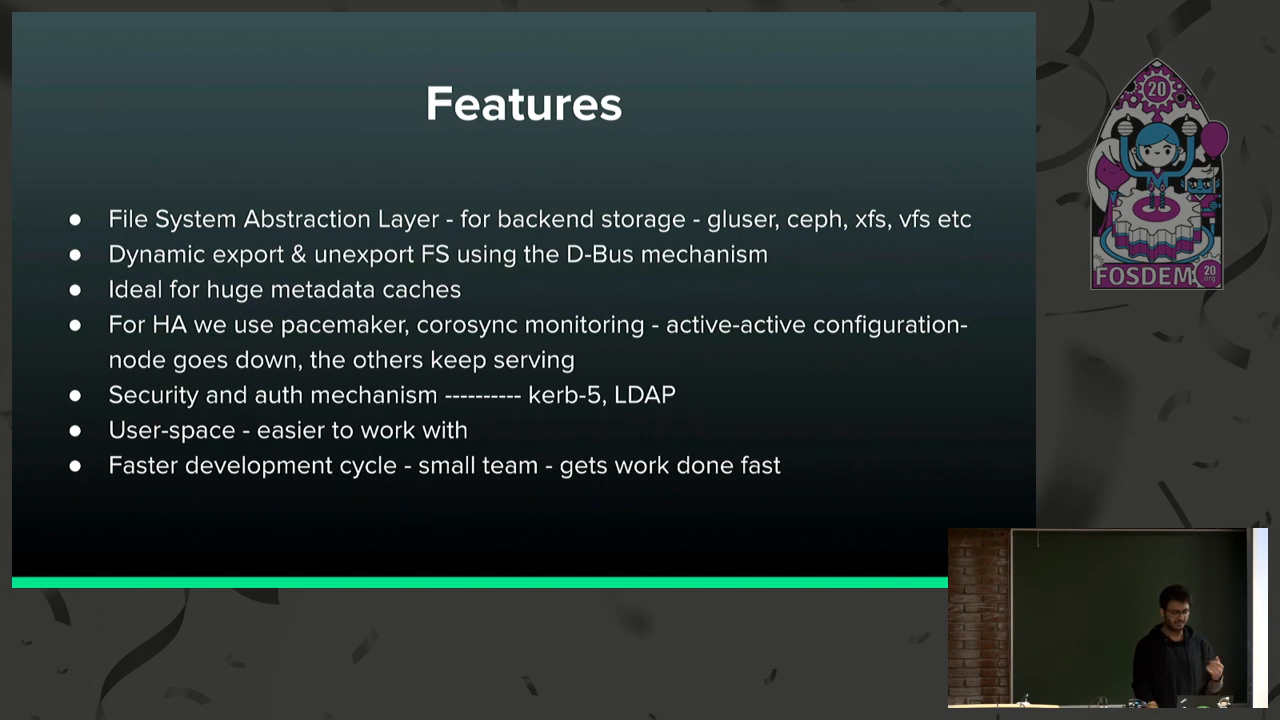 Features
● File System Abstraction Layer - for backend storage - gluser, ceph, xfs, vfs etc
● Dynamic export & unexport FS using the D-Bus mechanism
● Ideal for huge metadata caches
● For HA we use pacemaker, corosync monitoring - active-active configuration-
node goes down, the others keep serving
● Security and auth mechanism ---------- kerb-5, LDAP
● User-space - easier to work with
● Faster development cycle - small team - gets work done fast
20
FOSDEM 20
.org